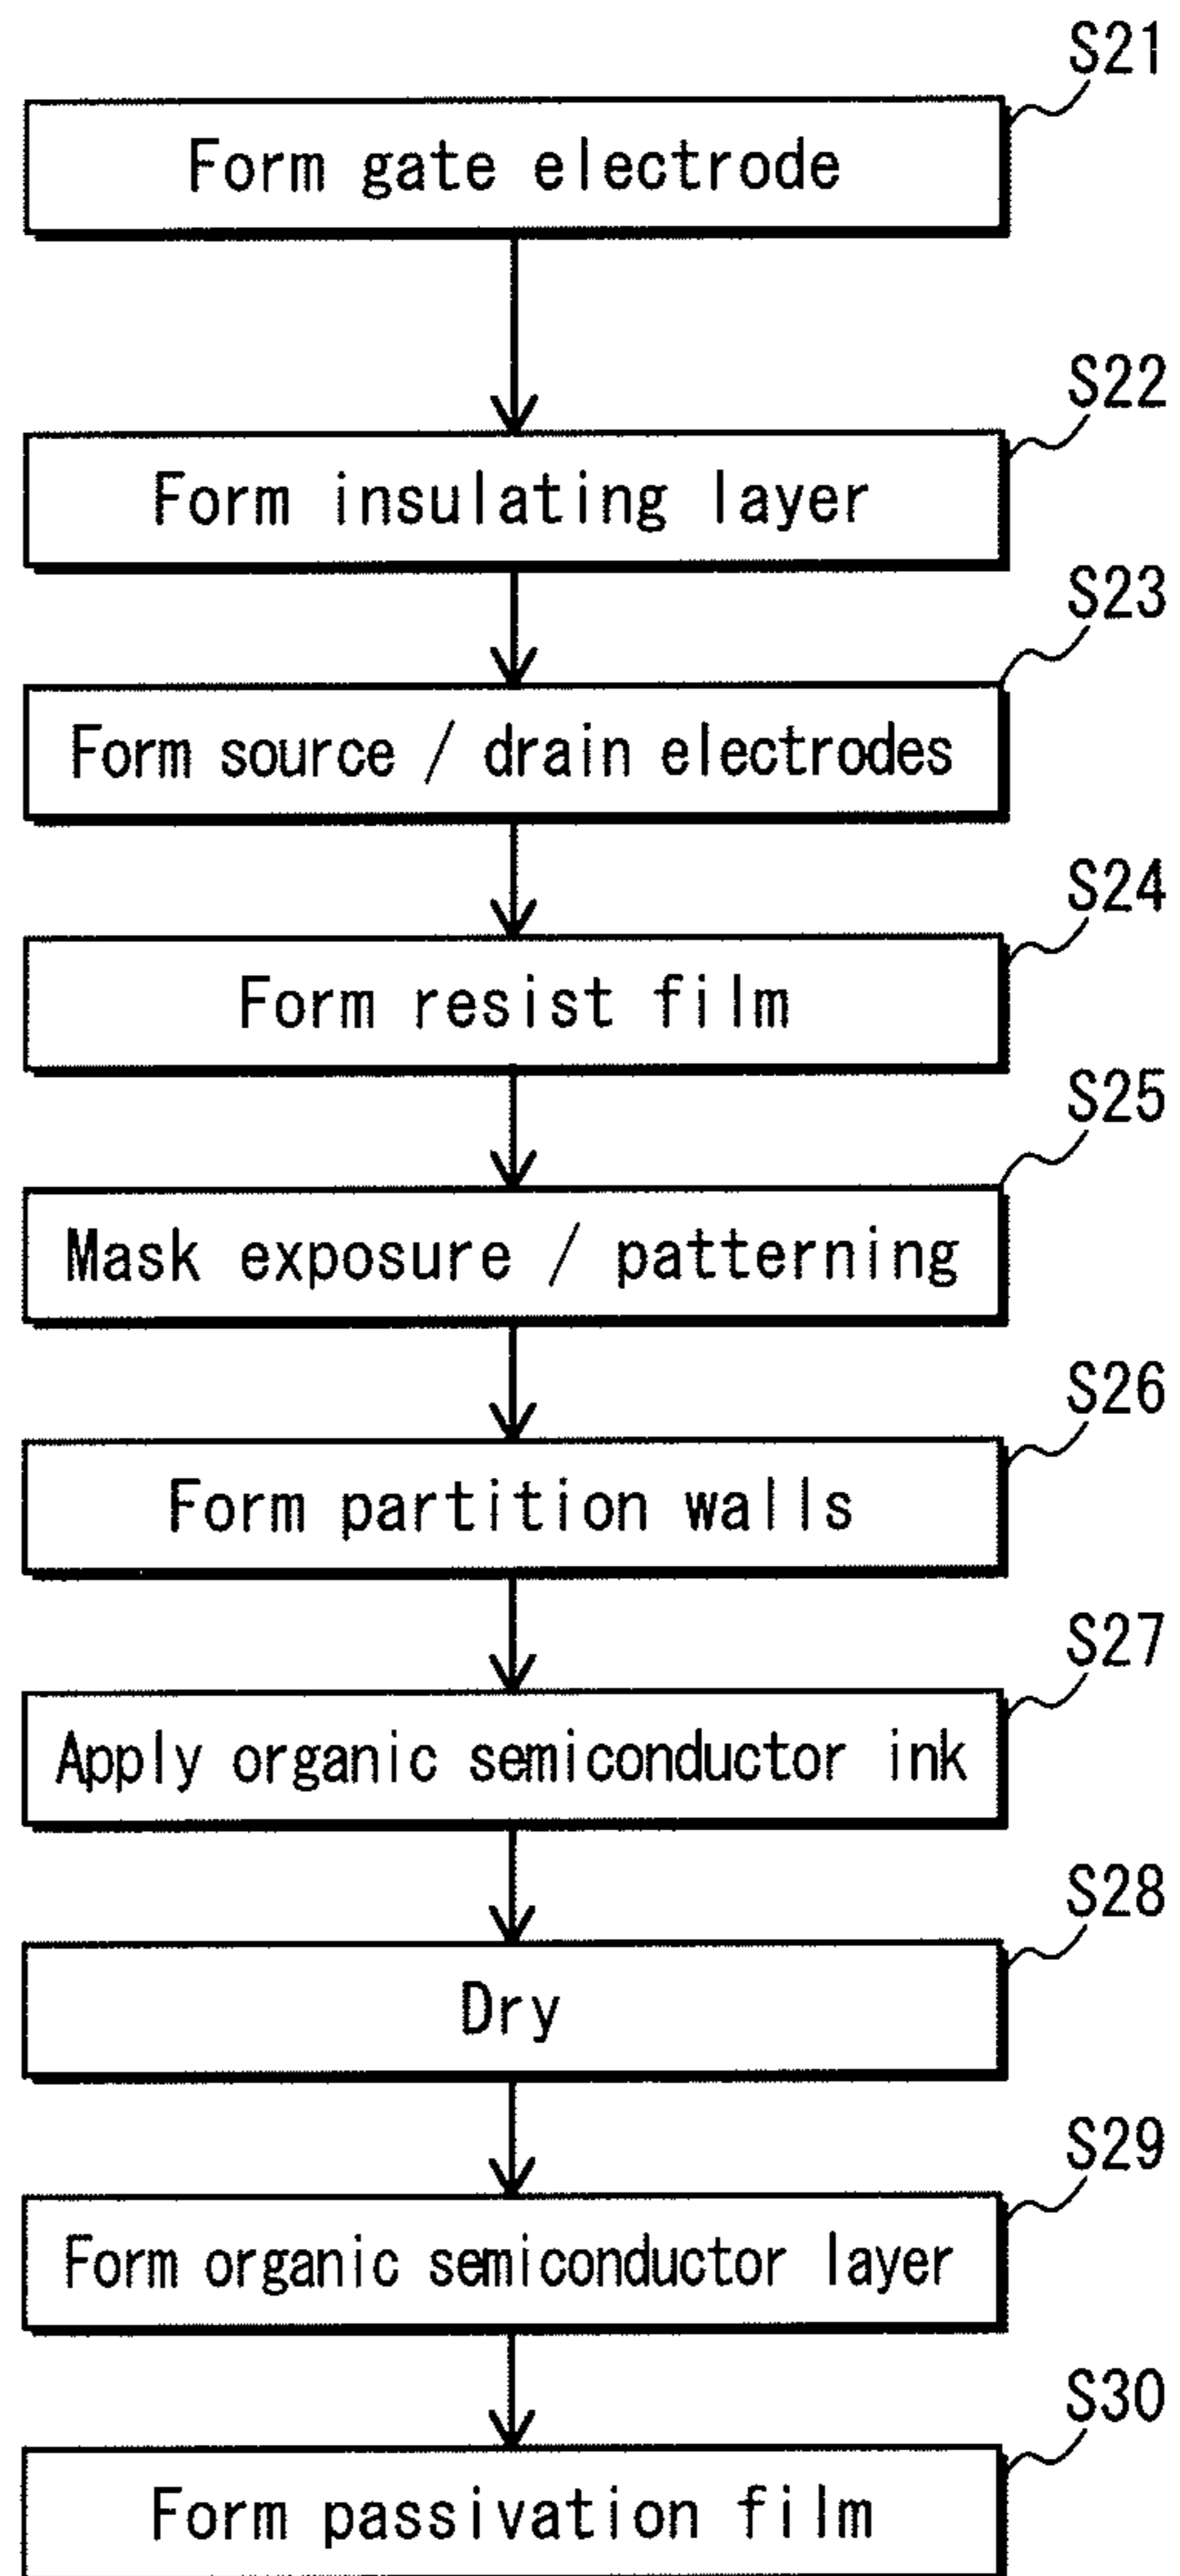 S21
Form gate electrode
S22
Form insulating layer
S23
Form source / drain electrodes
S24
Form resist film
S25
Mask exposure / patterning
S26
Form partition walls
S27
Apply organic semiconductor ink
S28
Dry
S29
Form organic semiconductor layer
S30
Form passivation film